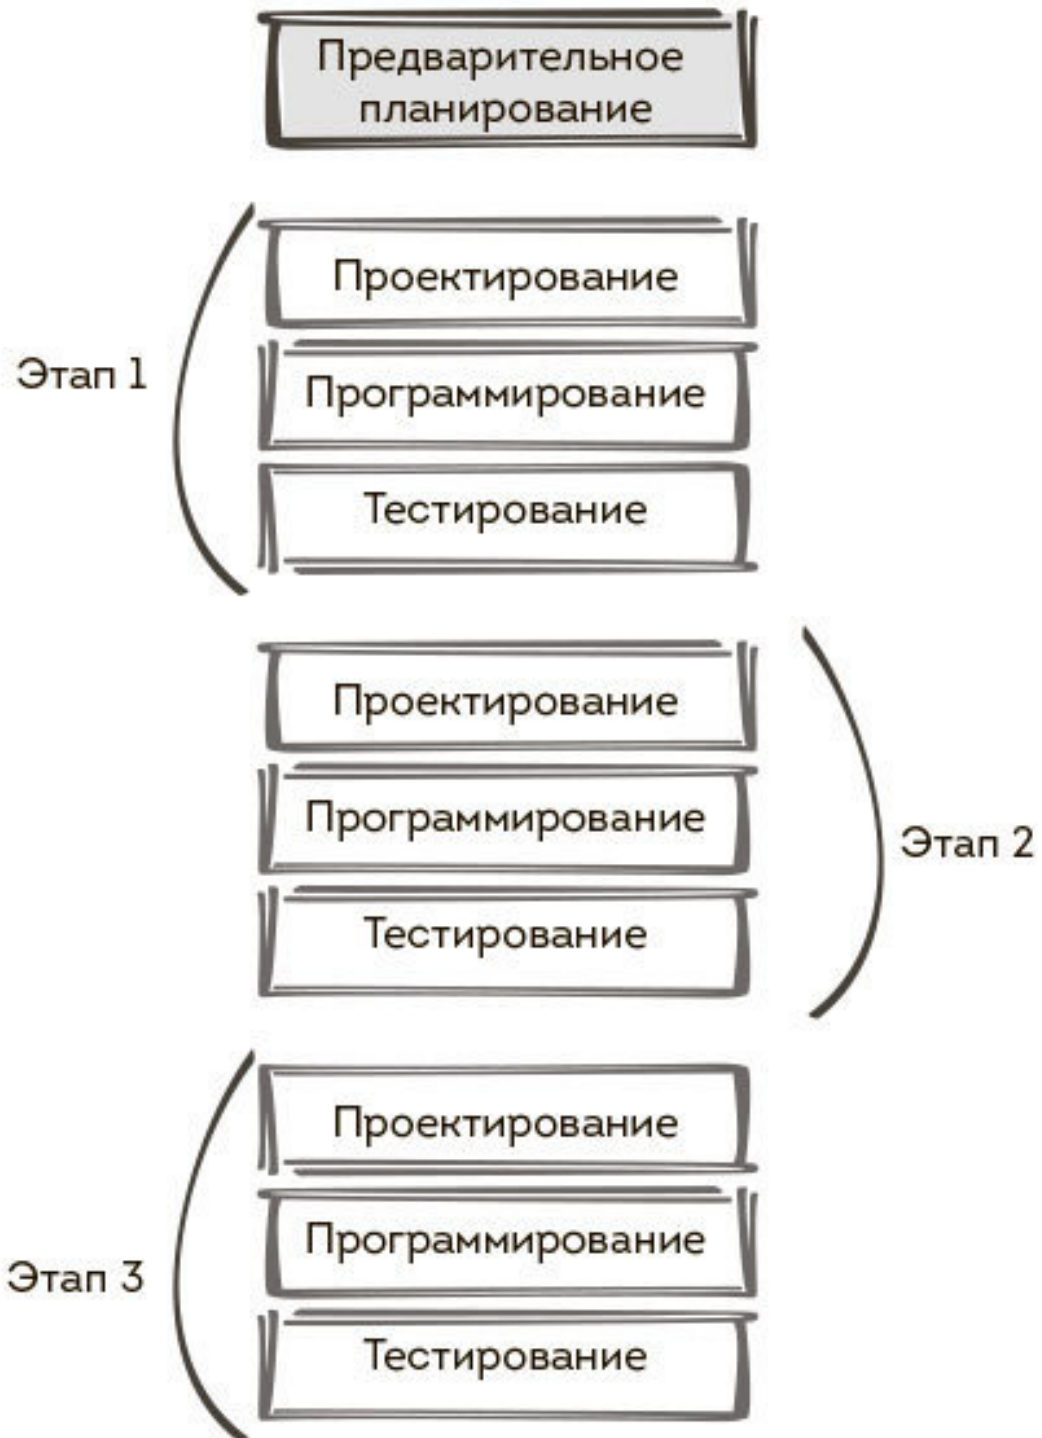 Предварительное
планирование
Этап 1
Проектирование
Программирование
Тестирование
Этап 2
Проектирование
Программирование
Тестирование
Этап 3
Проектирование
Программирование
Тестирование